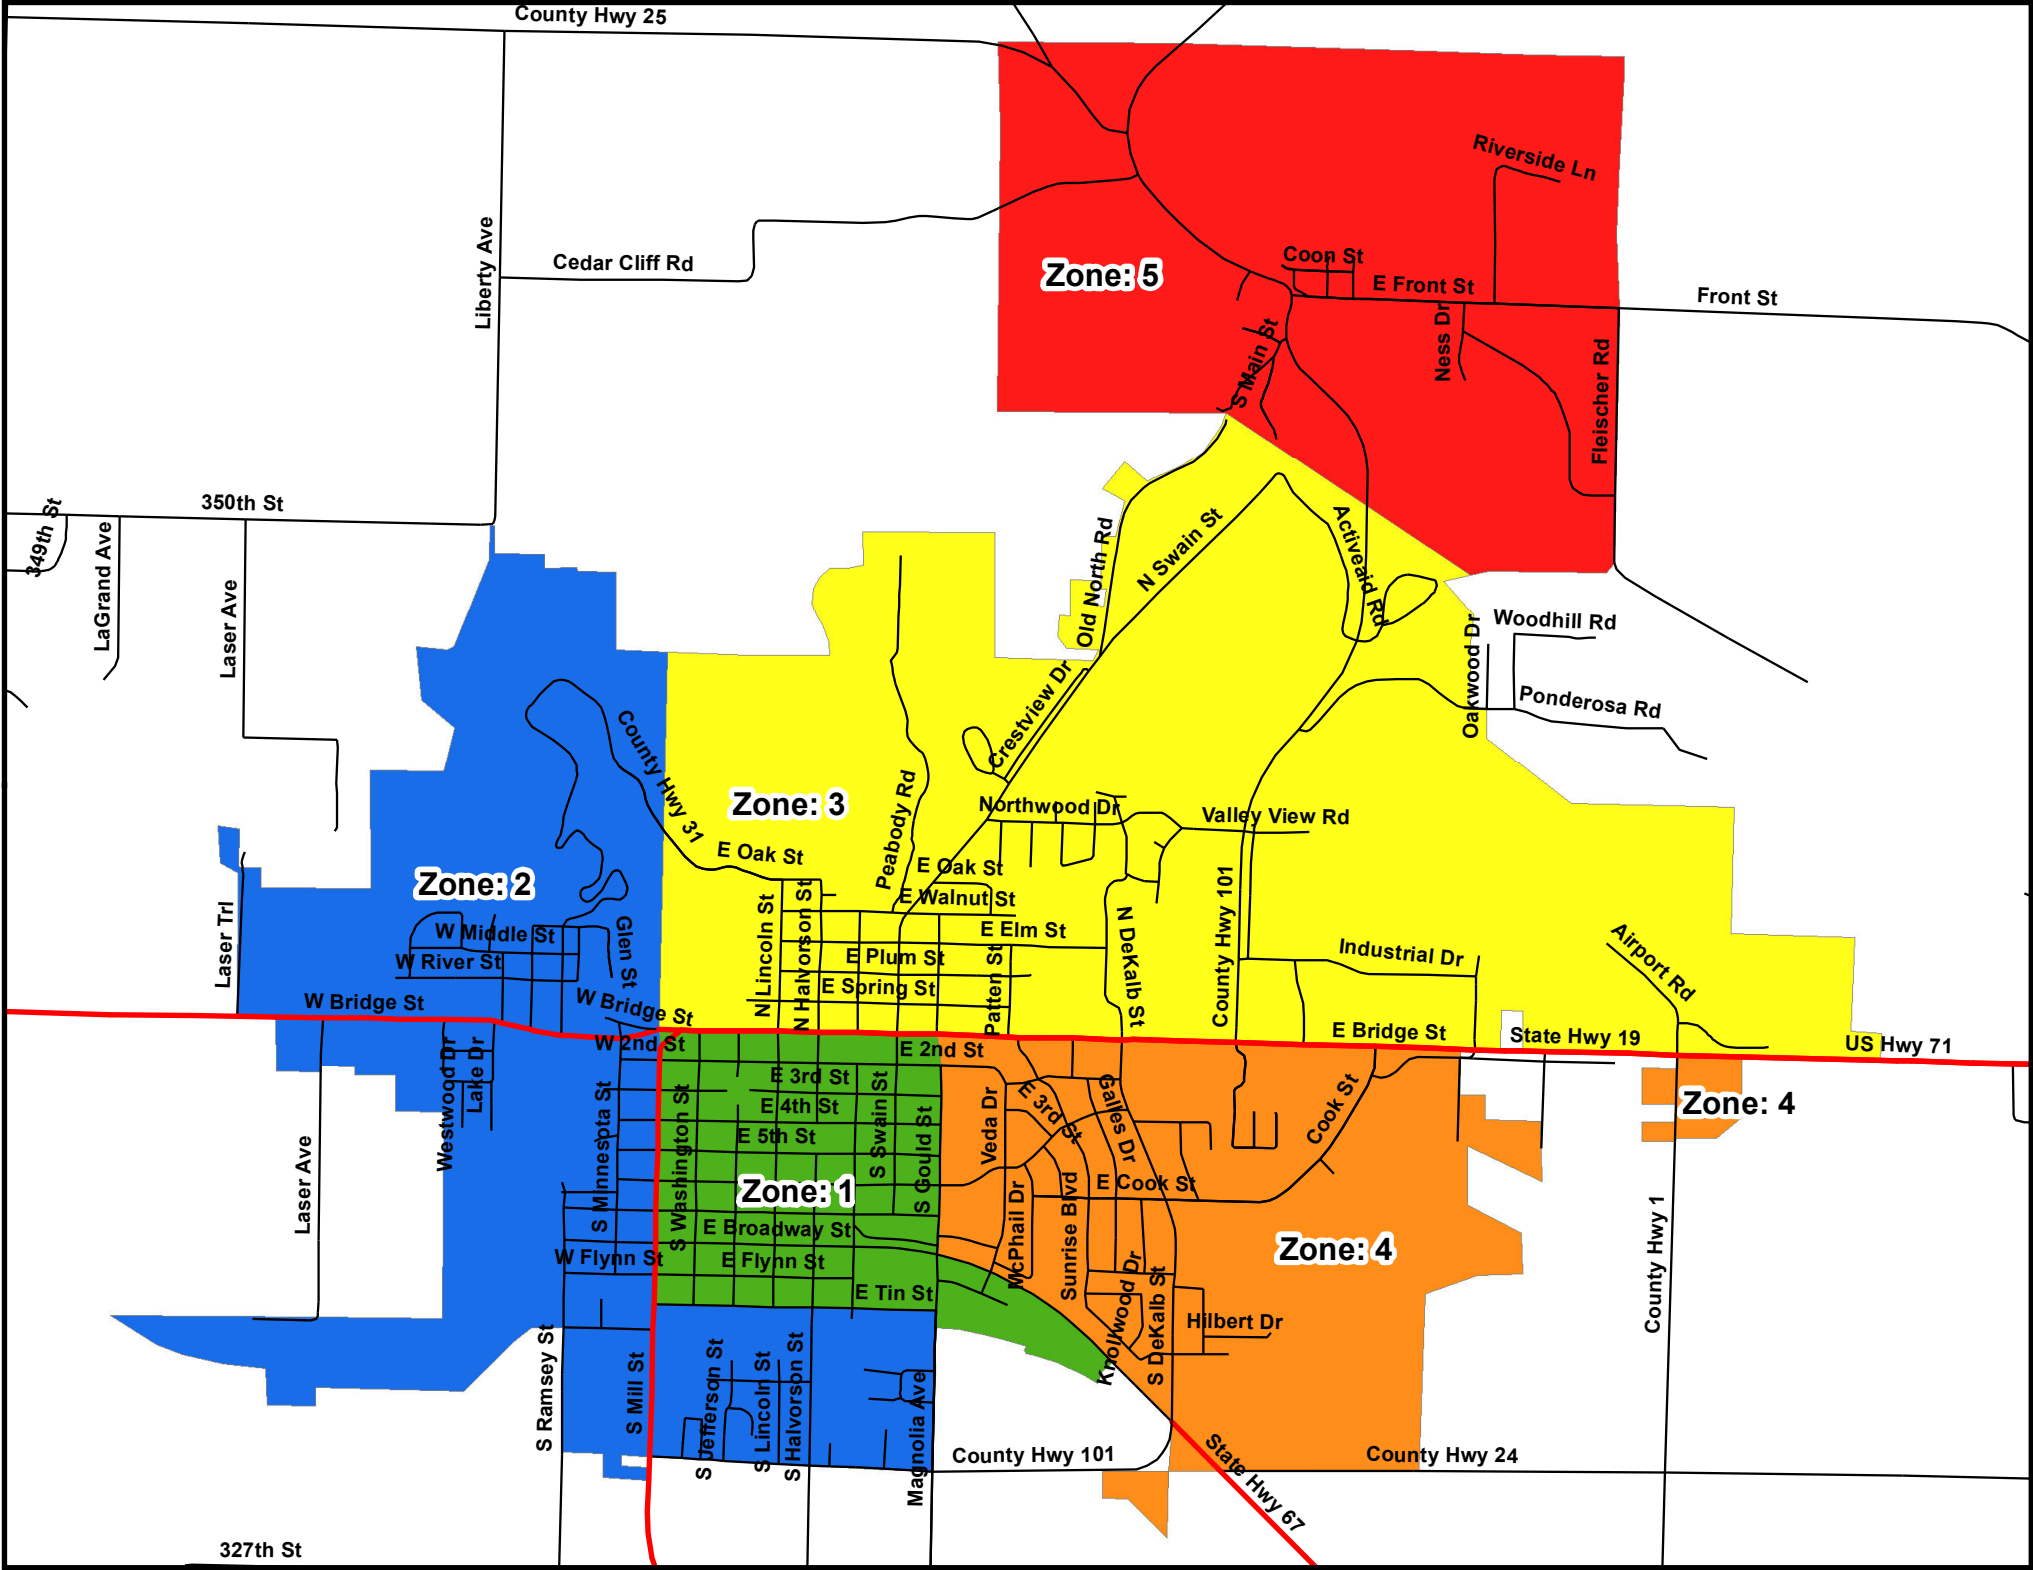 County Hwy 25
Riverside Ln
Liberty Ave
Cedar Cliff Rd
Zone: 5
Coon St
E Front St
Front St
Ness Dr
S Main St
Fleischer Rd
350th St
349th St
LaGrand Ave
Laser Ave
Old North Rd
N Swain St
Activeaid Rd
Woodhill Rd
Oakwood Dr
Ponderosa Rd
County Hwy 31
Crestview Dr
Zone: 3
Peabody Rd
Northwood Dr
Valley View Rd
E Oak St
E Oak St
Zone: 2
E Walnut St
N Lincoln St
N Halvorson St
Laser Trl
W Middle St
Glen St
E Elm St
N DeKalb St
County Hwy 101
W River St
E Plum St
Patten St
Industrial Dr
Airport Rd
W Bridge St
W Bridge St
E Spring St
E Bridge St
State Hwy 19
US Hwy 71
W 2nd St
E 2nd St
Westwood Dr
Lake Dr
E 3rd St
E 3rd St
Galles Dr
Cook St
Zone: 4
S Minnesota St
S Washington St
E 4th St
S Swain St
S Gould St
Veda Dr
E 5th St
Laser Ave
Zone: 1
E Cook St
McPhail Dr
Sunrise Blvd
E Broadway St
Zone: 4
County Hwy 1
W Flynn St
E Flynn St
E Tin St
Knollwood Dr
S DeKalb St
Hilbert Dr
S Ramsey St
S Mill St
S Jefferson St
S Lincoln St
S Halvorson St
Magnolia Ave
County Hwy 101
State Hwy 67
County Hwy 24
327th St